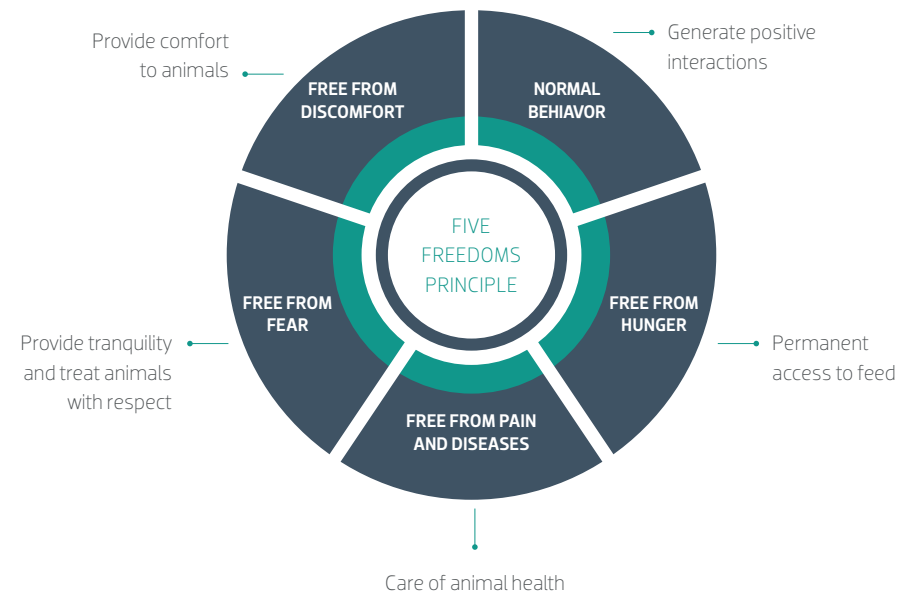 Provide comfort
to animals
Generate positive
interactions
FREE FROM
DISCOMFORT
NORMAL
BEHIAVOR
FIVE
FREEDOMS
PRINCIPLE
FREE FROM
FEAR
FREE FROM
HUNGER
Provide tranquility
and treat animals
with respect
Permanent
access to feed
FREE FROM PAIN
AND DISEASES
Care of animal health